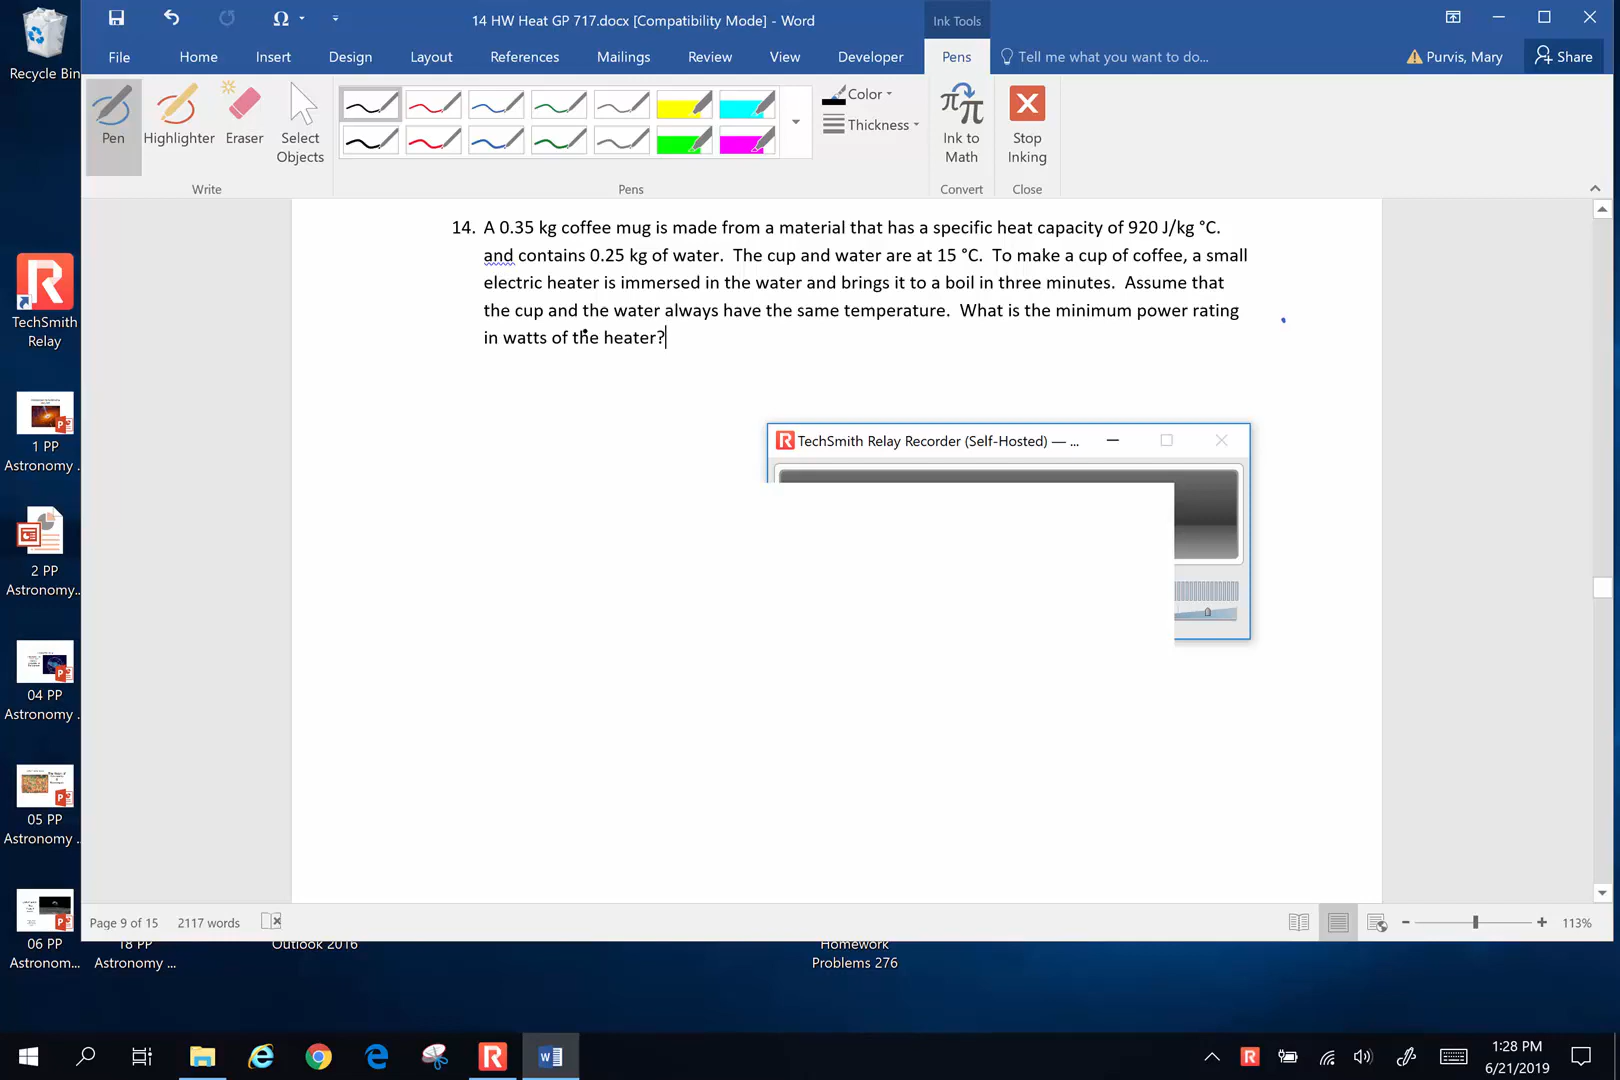 Recycle Bin
14 HW Heat GP 717.docx [Compatibility Mode] - Word
Ink Tools
File
Home
Insert
Design
Layout
References
Mailings
Review
View
Developer
Pens
Tell me what you want to do...
Purvis, Mary
Share
Pen
Highlighter
Eraser
Select
Objects
Color
Thickness
Ink to
Math
Stop
Inking
Write
Pens
Convert
Close
14. A 0.35 kg coffee mug is made from a material that has a specific heat capacity of 920 J/kg °C.
and contains 0.25 kg of water. The cup and water are at 15 °C. To make a cup of coffee, a small
electric heater is immersed in the water and brings it to a boil in three minutes. Assume that
the cup and the water always have the same temperature. What is the minimum power rating
in watts of the heater?
TechSmith Relay Recorder (Self-Hosted) — ...
TechSmith
Relay
1 PP
Astronomy ...
2 PP
Astronomy...
04 PP
Astronomy ...
05 PP
Astronomy ...
06 PP
Astronom...
18 PP
Astronomy ...
Outlook 2016
Homework
Problems 276
Page 9 of 15
2117 words
113%
1:28 PM
6/21/2019